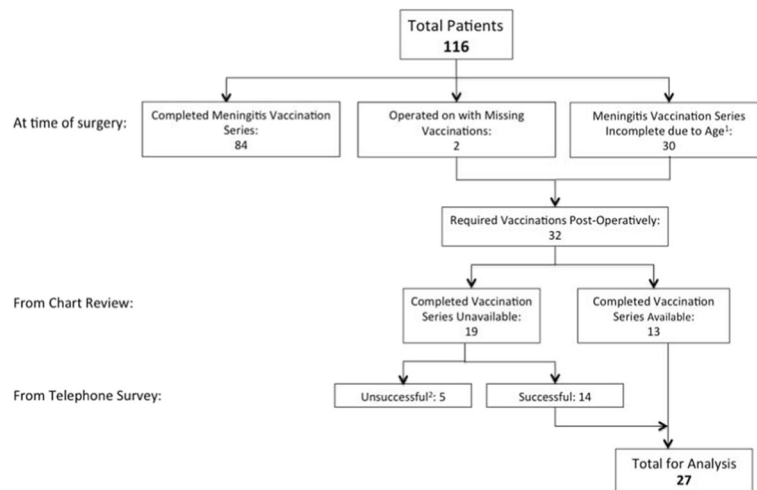 Total Patients
116
At time of surgery:
Completed Meningitis Vaccination
Series:
84
Operated on with Missing
Vaccinations:
2
Meningitis Vaccination Series
Incomplete due to Age¹:
30
Required Vaccinations Post-Operatively:
32
From Chart Review:
Completed Vaccination
Series Unavailable:
19
Completed Vaccination
Series Available:
13
From Telephone Survey:
Unsuccessful²: 5
Successful: 14
Total for Analysis
27